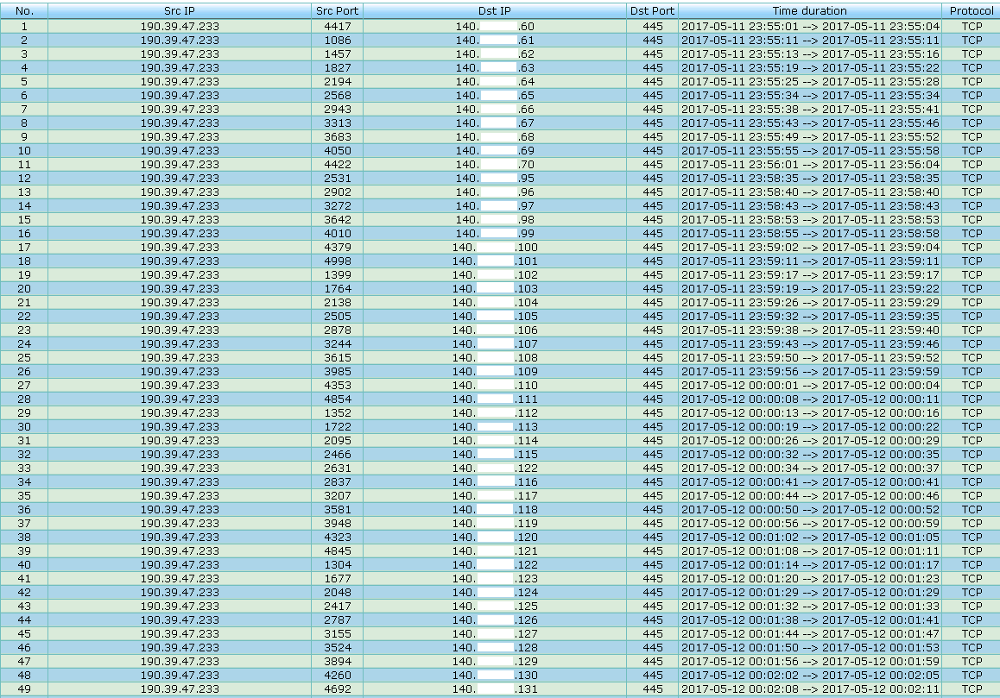 No. Src IP Src Port Dst IP Dst Port Time duration Protocol
1 190.39.47.233 4417 140. .60 445 2017-05-11 23:55:01 --> 2017-05-11 23:55:04 TCP
2 190.39.47.233 1086 140. .61 445 2017-05-11 23:55:11 --> 2017-05-11 23:55:11 TCP
3 190.39.47.233 1457 140. .62 445 2017-05-11 23:55:13 --> 2017-05-11 23:55:16 TCP
4 190.39.47.233 1827 140. .63 445 2017-05-11 23:55:19 --> 2017-05-11 23:55:22 TCP
5 190.39.47.233 2194 140. .64 445 2017-05-11 23:55:25 --> 2017-05-11 23:55:28 TCP
6 190.39.47.233 2568 140. .65 445 2017-05-11 23:55:34 --> 2017-05-11 23:55:34 TCP
7 190.39.47.233 2943 140. .66 445 2017-05-11 23:55:38 --> 2017-05-11 23:55:41 TCP
8 190.39.47.233 3313 140. .67 445 2017-05-11 23:55:43 --> 2017-05-11 23:55:46 TCP
9 190.39.47.233 3683 140. .68 445 2017-05-11 23:55:49 --> 2017-05-11 23:55:52 TCP
10 190.39.47.233 4050 140. .69 445 2017-05-11 23:55:55 --> 2017-05-11 23:55:58 TCP
11 190.39.47.233 4422 140. .70 445 2017-05-11 23:56:01 --> 2017-05-11 23:56:04 TCP
12 190.39.47.233 2531 140. .95 445 2017-05-11 23:58:35 --> 2017-05-11 23:58:35 TCP
13 190.39.47.233 2902 140. .96 445 2017-05-11 23:58:40 --> 2017-05-11 23:58:40 TCP
14 190.39.47.233 3272 140. .97 445 2017-05-11 23:58:43 --> 2017-05-11 23:58:43 TCP
15 190.39.47.233 3642 140. .98 445 2017-05-11 23:58:53 --> 2017-05-11 23:58:53 TCP
16 190.39.47.233 4010 140. .99 445 2017-05-11 23:58:55 --> 2017-05-11 23:58:58 TCP
17 190.39.47.233 4379 140. .100 445 2017-05-11 23:59:02 --> 2017-05-11 23:59:04 TCP
18 190.39.47.233 4998 140. .101 445 2017-05-11 23:59:11 --> 2017-05-11 23:59:11 TCP
19 190.39.47.233 1399 140. .102 445 2017-05-11 23:59:17 --> 2017-05-11 23:59:17 TCP
20 190.39.47.233 1764 140. .103 445 2017-05-11 23:59:19 --> 2017-05-11 23:59:22 TCP
21 190.39.47.233 2138 140. .104 445 2017-05-11 23:59:26 --> 2017-05-11 23:59:29 TCP
22 190.39.47.233 2505 140. .105 445 2017-05-11 23:59:32 --> 2017-05-11 23:59:35 TCP
23 190.39.47.233 2878 140. .106 445 2017-05-11 23:59:38 --> 2017-05-11 23:59:40 TCP
24 190.39.47.233 3244 140. .107 445 2017-05-11 23:59:43 --> 2017-05-11 23:59:46 TCP
25 190.39.47.233 3615 140. .108 445 2017-05-11 23:59:50 --> 2017-05-11 23:59:52 TCP
26 190.39.47.233 3985 140. .109 445 2017-05-11 23:59:56 --> 2017-05-11 23:59:59 TCP
27 190.39.47.233 4353 140. .110 445 2017-05-12 00:00:01 --> 2017-05-12 00:00:04 TCP
28 190.39.47.233 4854 140. .111 445 2017-05-12 00:00:08 --> 2017-05-12 00:00:11 TCP
29 190.39.47.233 1352 140. .112 445 2017-05-12 00:00:13 --> 2017-05-12 00:00:16 TCP
30 190.39.47.233 1722 140. .113 445 2017-05-12 00:00:19 --> 2017-05-12 00:00:22 TCP
31 190.39.47.233 2095 140. .114 445 2017-05-12 00:00:26 --> 2017-05-12 00:00:29 TCP
32 190.39.47.233 2466 140. .115 445 2017-05-12 00:00:32 --> 2017-05-12 00:00:35 TCP
33 190.39.47.233 2631 140. .122 445 2017-05-12 00:00:34 --> 2017-05-12 00:00:37 TCP
34 190.39.47.233 2837 140. .116 445 2017-05-12 00:00:41 --> 2017-05-12 00:00:41 TCP
35 190.39.47.233 3207 140. .117 445 2017-05-12 00:00:44 --> 2017-05-12 00:00:46 TCP
36 190.39.47.233 3581 140. .118 445 2017-05-12 00:00:50 --> 2017-05-12 00:00:52 TCP
37 190.39.47.233 3948 140. .119 445 2017-05-12 00:00:56 --> 2017-05-12 00:00:59 TCP
38 190.39.47.233 4323 140. .120 445 2017-05-12 00:01:02 --> 2017-05-12 00:01:05 TCP
39 190.39.47.233 4845 140. .121 445 2017-05-12 00:01:08 --> 2017-05-12 00:01:11 TCP
40 190.39.47.233 1304 140. .122 445 2017-05-12 00:01:14 --> 2017-05-12 00:01:17 TCP
41 190.39.47.233 1677 140. .123 445 2017-05-12 00:01:20 --> 2017-05-12 00:01:23 TCP
42 190.39.47.233 2048 140. .124 445 2017-05-12 00:01:29 --> 2017-05-12 00:01:29 TCP
43 190.39.47.233 2417 140. .125 445 2017-05-12 00:01:32 --> 2017-05-12 00:01:33 TCP
44 190.39.47.233 2787 140. .126 445 2017-05-12 00:01:38 --> 2017-05-12 00:01:41 TCP
45 190.39.47.233 3155 140. .127 445 2017-05-12 00:01:44 --> 2017-05-12 00:01:47 TCP
46 190.39.47.233 3524 140. .128 445 2017-05-12 00:01:50 --> 2017-05-12 00:01:53 TCP
47 190.39.47.233 3894 140. .129 445 2017-05-12 00:01:56 --> 2017-05-12 00:01:59 TCP
48 190.39.47.233 4260 140. .130 445 2017-05-12 00:02:02 --> 2017-05-12 00:02:05 TCP
49 190.39.47.233 4692 140. .131 445 2017-05-12 00:02:08 --> 2017-05-12 00:02:11 TCP